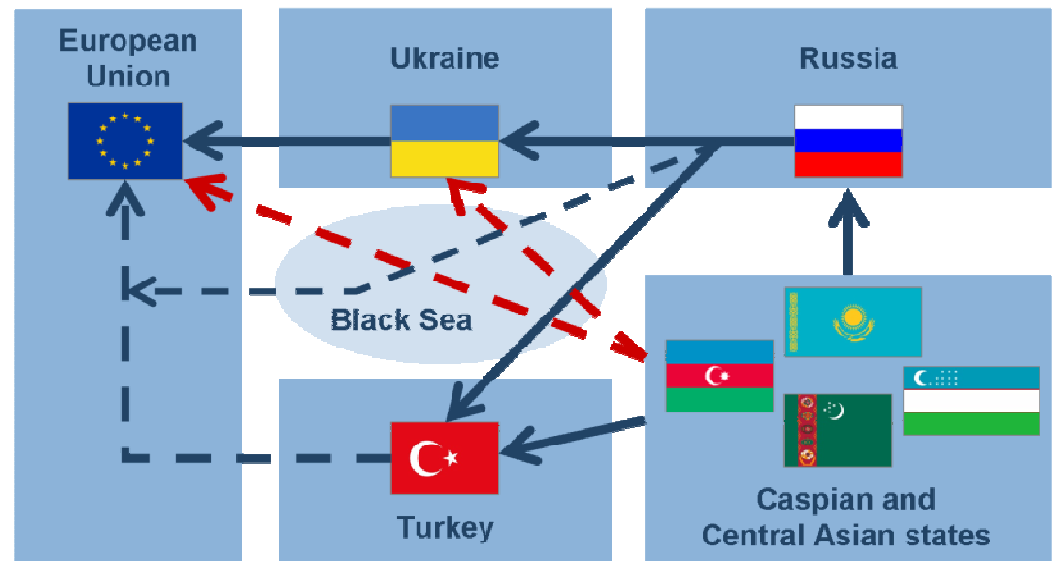 European
Union
Ukraine
Russia
Black Sea
Turkey
Caspian and
Central Asian states